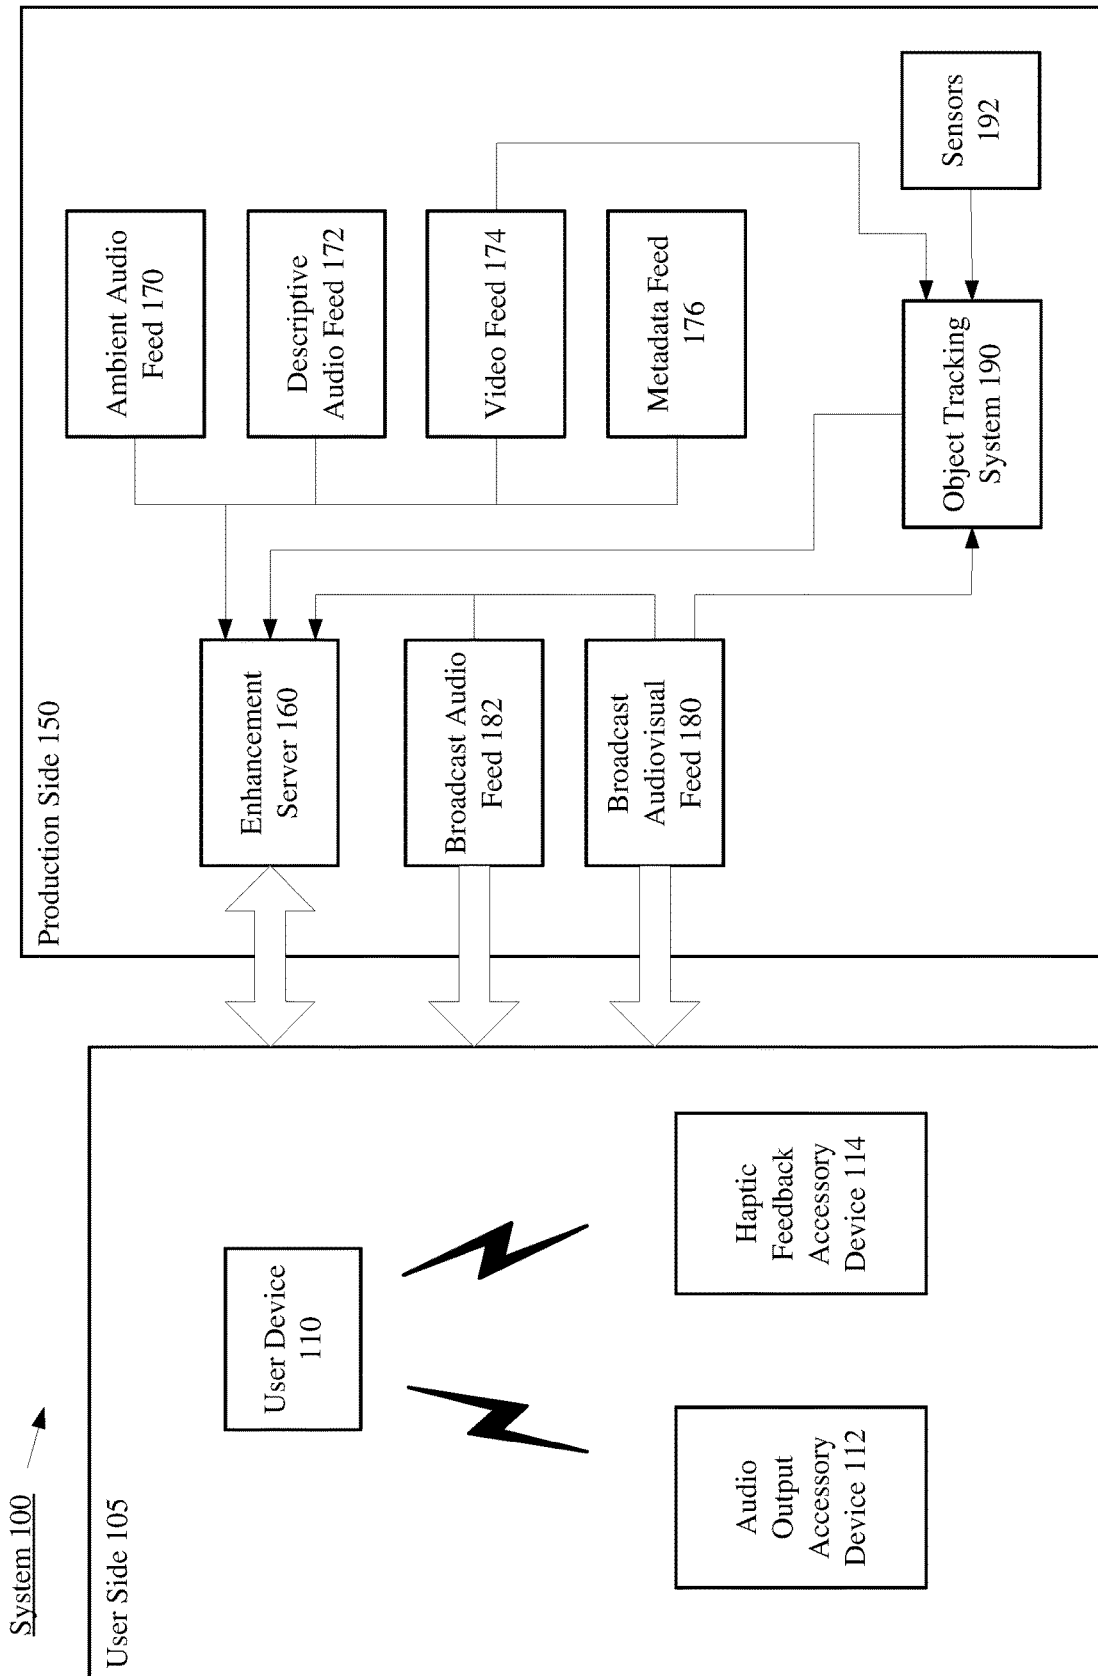 System 100
User Side 105
User Device
110
Audio
Output
Accessory
Device 112
Haptic
Feedback
Accessory
Device 114
Production Side 150
Enhancement
Server 160
Broadcast Audio
Feed 182
Broadcast
Audiovisual
Feed 180
Ambient Audio
Feed 170
Descriptive
Audio Feed 172
Video Feed 174
Metadata Feed
176
Object Tracking
System 190
Sensors
192